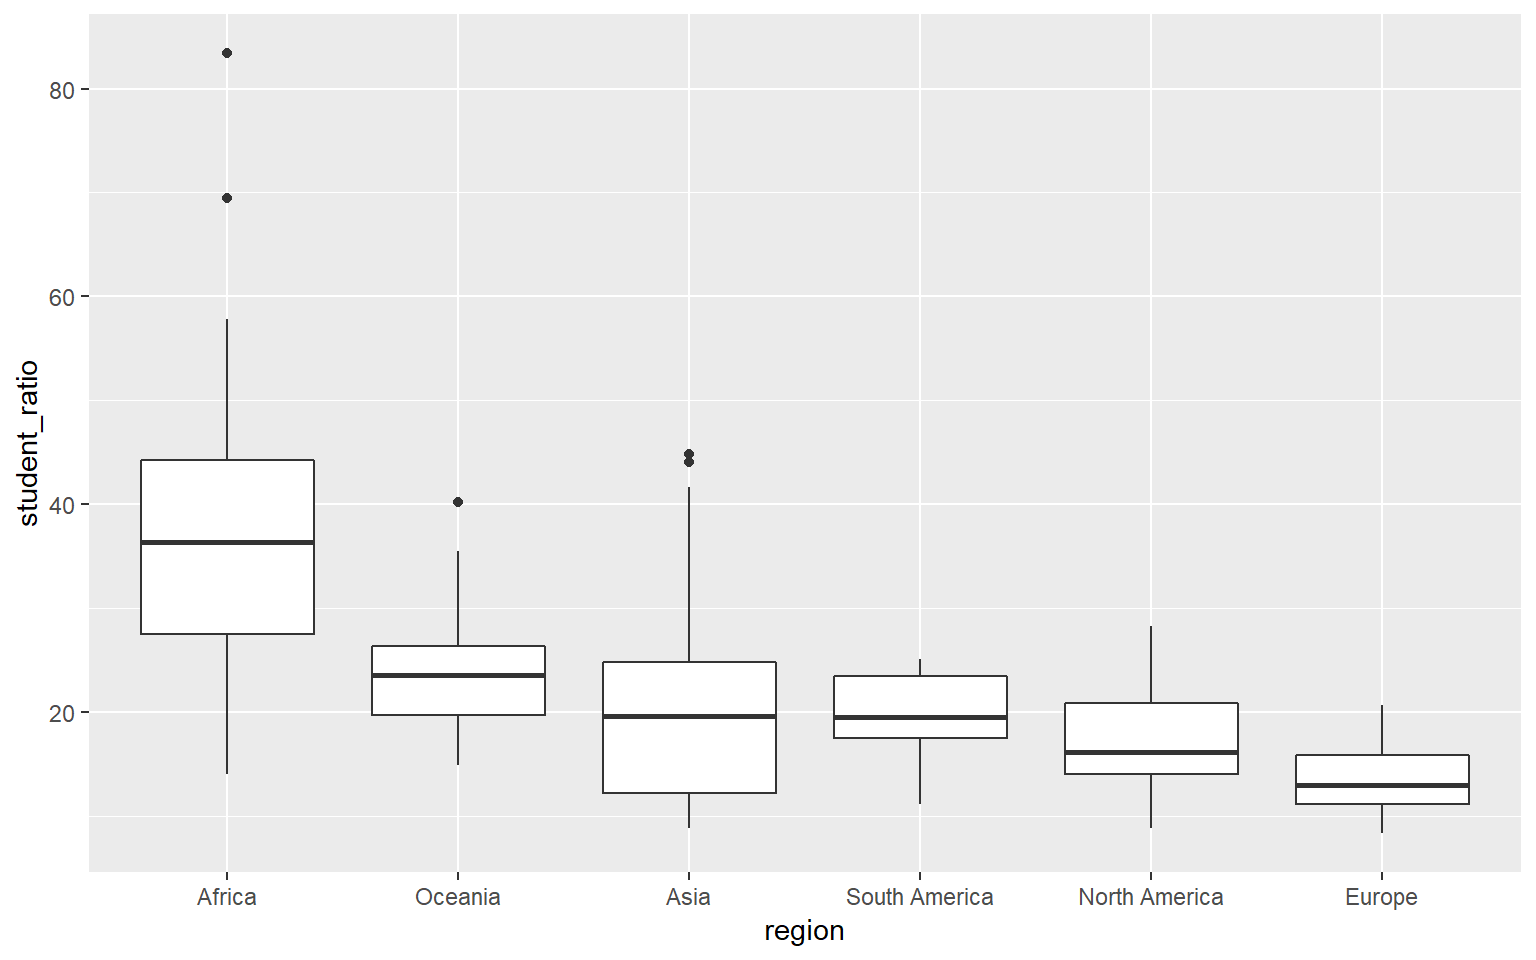 student_ratio
80
60
40
20
Africa
Oceania
Asia
South America
North America
Europe
region